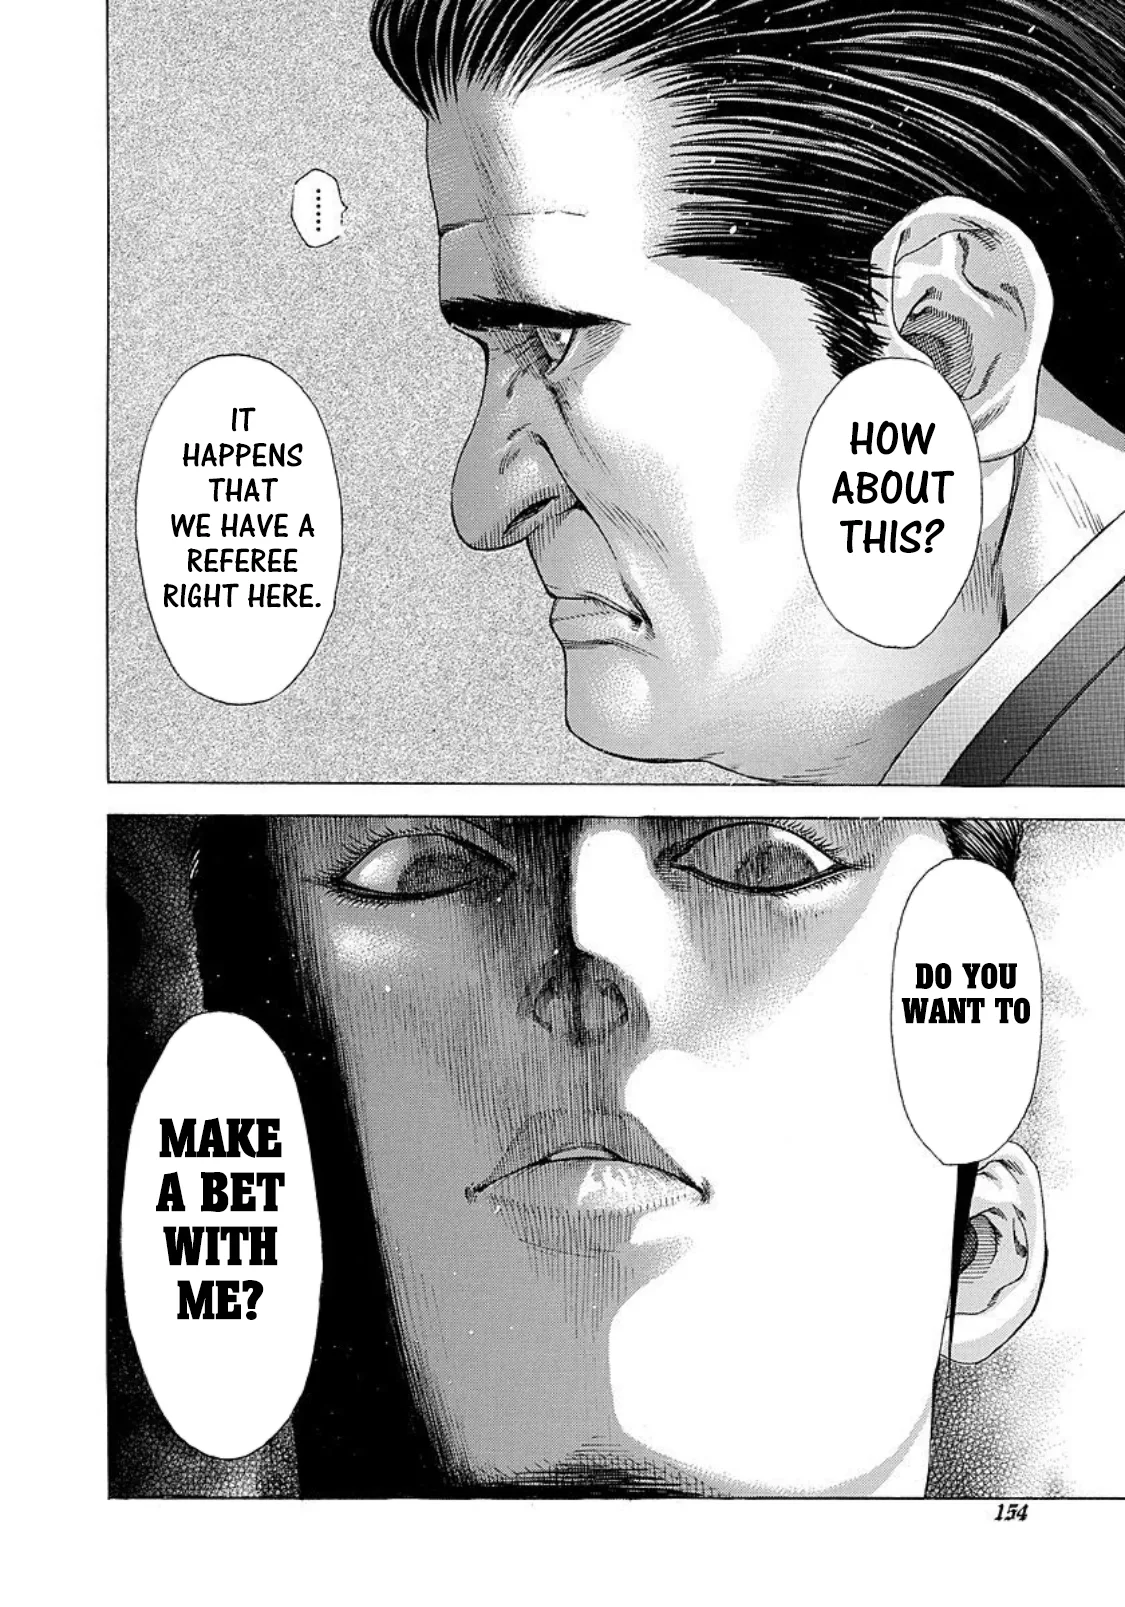 HOW
ABOUT
THIS?
IT
HAPPENS
THAT
WE HAVE A
REFEREE
RIGHT HERE.
........
DO YOU
WANT TO
MAKE
A BET
WITH
ME?
154